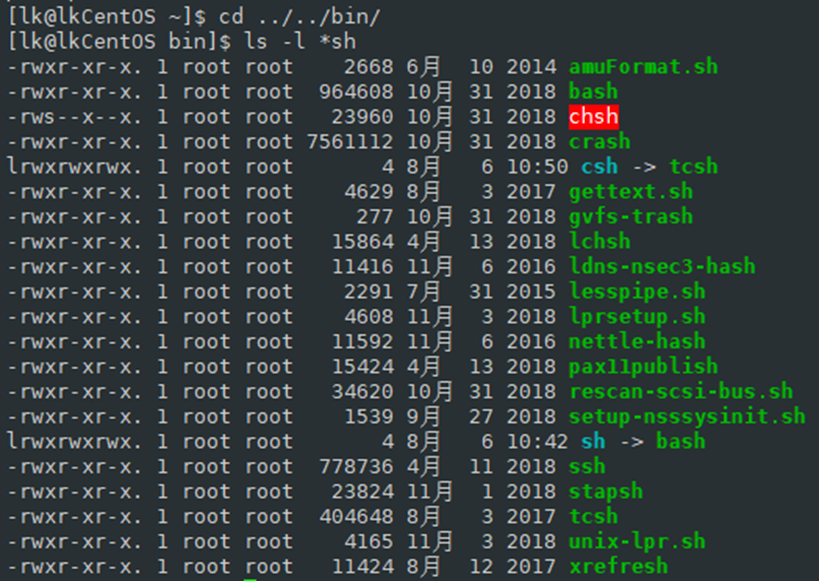 [lk@lkCentOS ~]$ cd ../../bin/
[lk@lkCentOS bin]$ ls -l *sh
-rwxr-xr-x. 1 root root    2668 6月  10 2014 amuFormat.sh
-rwxr-xr-x. 1 root root  964608 10月 31 2018 bash
-rws--x--x. 1 root root   23960 10月 31 2018 chsh
-rwxr-xr-x. 1 root root 7561112 10月 31 2018 crash
lrwxrwxrwx. 1 root root       4 8月   6 10:50 csh -> tcsh
-rwxr-xr-x. 1 root root    4629 8月   3 2017 gettext.sh
-rwxr-xr-x. 1 root root     277 10月 31 2018 gvfs-trash
-rwxr-xr-x. 1 root root   15864 4月  13 2018 lchsh
-rwxr-xr-x. 1 root root   11416 11月  6 2016 ldns-nsec3-hash
-rwxr-xr-x. 1 root root    2291 7月  31 2015 lesspipe.sh
-rwxr-xr-x. 1 root root    4608 11月  3 2018 lprsetup.sh
-rwxr-xr-x. 1 root root   11592 11月  6 2016 nettle-hash
-rwxr-xr-x. 1 root root   15424 4月  13 2018 pax11publish
-rwxr-xr-x. 1 root root   34620 10月 31 2018 rescan-scsi-bus.sh
-rwxr-xr-x. 1 root root    1539 9月  27 2018 setup-nsssysinit.sh
lrwxrwxrwx. 1 root root       4 8月   6 10:42 sh -> bash
-rwxr-xr-x. 1 root root  778736 4月  11 2018 ssh
-rwxr-xr-x. 1 root root   23824 11月  1 2018 stapsh
-rwxr-xr-x. 1 root root  404648 8月   3 2017 tcsh
-rwxr-xr-x. 1 root root    4165 11月  3 2018 unix-lpr.sh
-rwxr-xr-x. 1 root root   11424 8月  12 2017 xrefresh